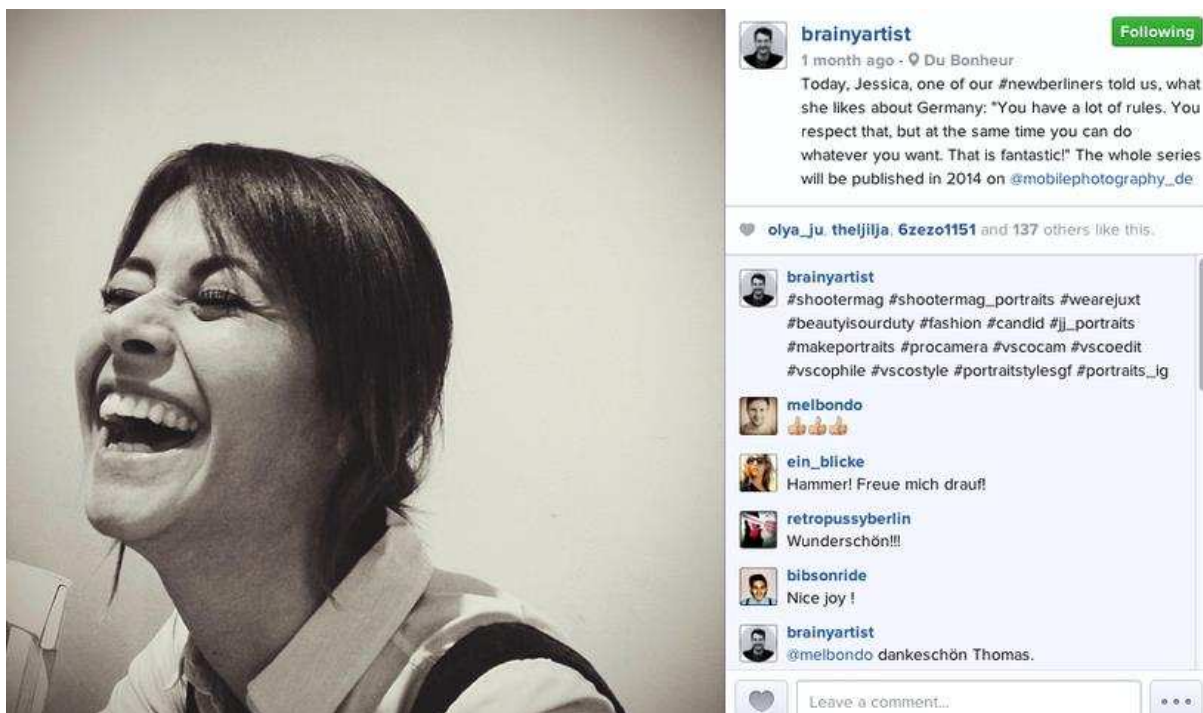 brainyartist
Following
1 month ago - Du Bonheur
Today, Jessica, one of our #newberliners told us, what
she likes about Germany: "You have a lot of rules. You
respect that, but at the same time you can do
whatever you want. That is fantastic!" The whole series
will be published in 2014 on @mobilephotography_de
olya_ju, theljilja, 6zezo1151 and 137 others like this.
brainyartist
#shootermag #shootermag_portraits #wearejuxt
#beautyisourduty #fashion #candid #jj_portraits
#makeportraits #procamera #vscocam #vscoedit
#vscophile #vscostyle #portraitstylesgf #portraits_ig
melbondo
👍👍👍
ein_blicke
Hammer! Freue mich drauf!
retropussyberlin
Wunderschön!!!
bibsonride
Nice joy !
brainyartist
@melbondo dankeschön Thomas.
Leave a comment...